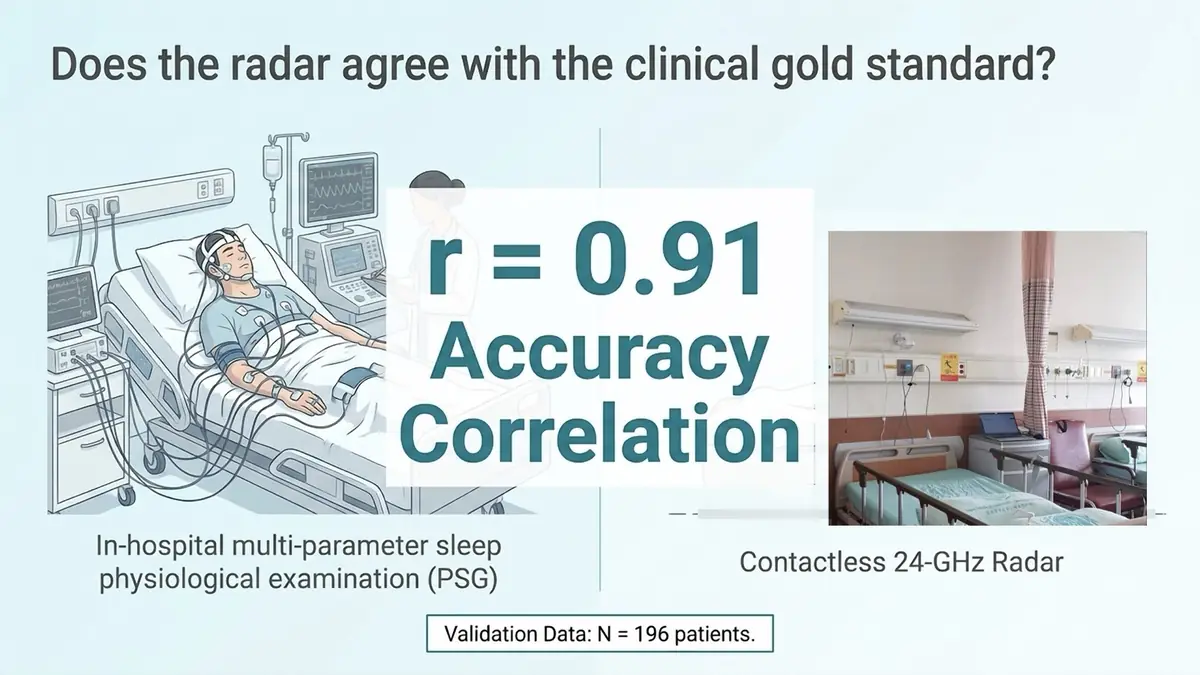 Does the radar agree with the clinical gold standard?
r = 0.91
Accuracy
Correlation
In-hospital multi-parameter sleep
physiological examination (PSG)
Contactless 24-GHz Radar
Validation Data: N = 196 patients.